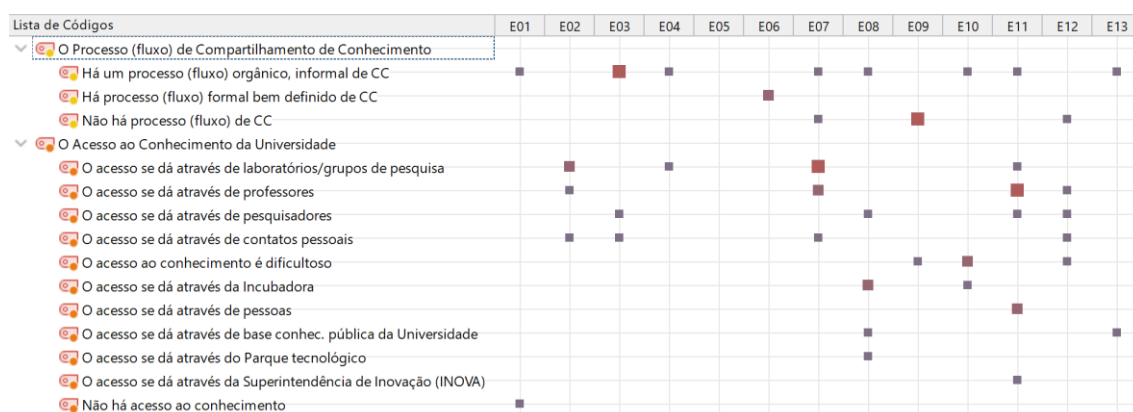 Lista de Códigos E01 E02 E03 E04 E05 E06 E07 E08 E09 E10 E11 E12 E13
O Processo (fluxo) de Compartilhamento de Conhecimento
Há um processo (fluxo) orgânico, informal de CC
Há processo (fluxo) formal bem definido de CC
Não há processo (fluxo) de CC
O Acesso ao Conhecimento da Universidade
O acesso se dá através de laboratórios/grupos de pesquisa
O acesso se dá através de professores
O acesso se dá através de pesquisadores
O acesso se dá através de contatos pessoais
O acesso ao conhecimento é dificultoso
O acesso se dá através da Incubadora
O acesso se dá através de pessoas
O acesso se dá através de base conhec. pública da Universidade
O acesso se dá através do Parque tecnológico
O acesso se dá através da Superintendência de Inovação (INOVA)
Não há acesso ao conhecimento